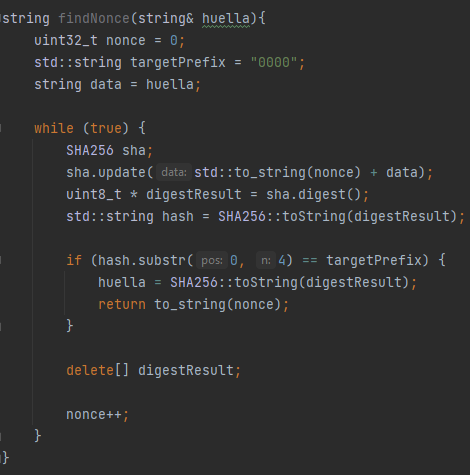 string findNonce(string& huella){
    uint32_t nonce = 0;
    std::string targetPrefix = "0000";
    string data = huella;

    while (true) {
        SHA256 sha;
        sha.update( data: std::to_string(nonce) + data);
        uint8_t * digestResult = sha.digest();
        std::string hash = SHA256::toString(digestResult);

        if (hash.substr( pos: 0, n: 4) == targetPrefix) {
            huella = SHA256::toString(digestResult);
            return to_string(nonce);
        }

        delete[] digestResult;

        nonce++;
    }
}